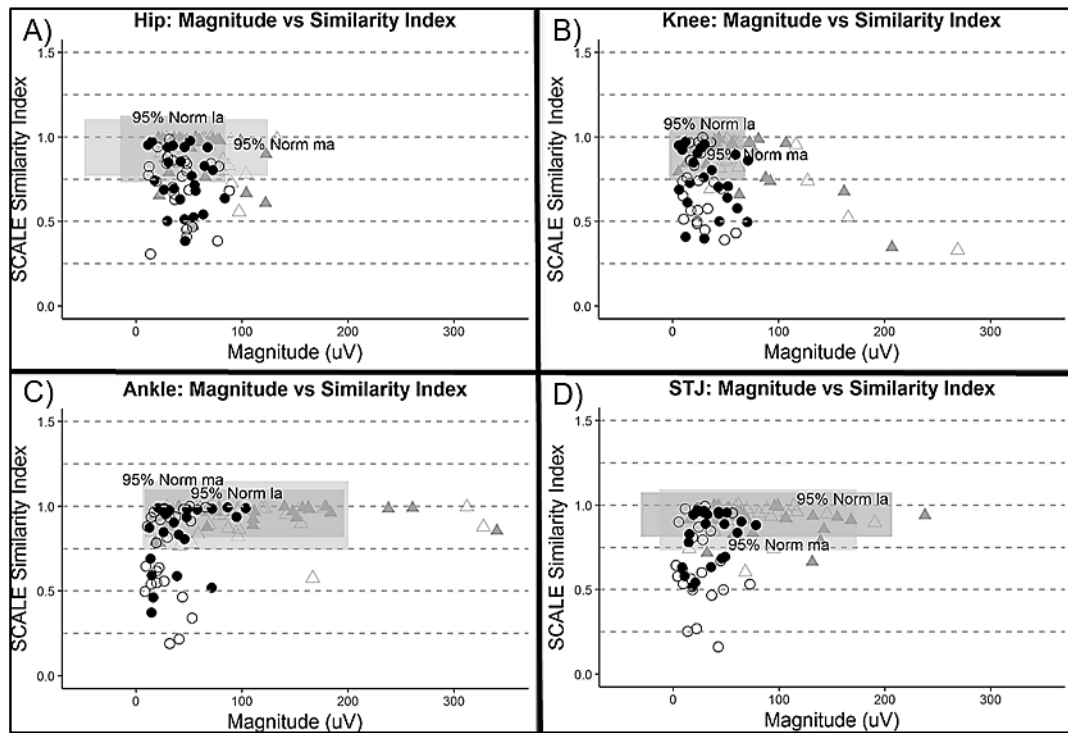 A)
Hip: Magnitude vs Similarity Index
SCALE Similarity Index
1.5
1.0
0.5
0.0
95% Norm la
95% Norm ma
0
100
200
300
Magnitude (uV)
B)
Knee: Magnitude vs Similarity Index
SCALE Similarity Index
1.5
1.0
0.5
0.0
95% Norm la
95% Norm ma
0
100
200
300
Magnitude (uV)
C)
Ankle: Magnitude vs Similarity Index
SCALE Similarity Index
1.5
1.0
0.5
0.0
95% Norm ma
95% Norm la
0
100
200
300
Magnitude (uV)
D)
STJ: Magnitude vs Similarity Index
SCALE Similarity Index
1.5
1.0
0.5
0.0
95% Norm la
95% Norm ma
0
100
200
300
Magnitude (uV)